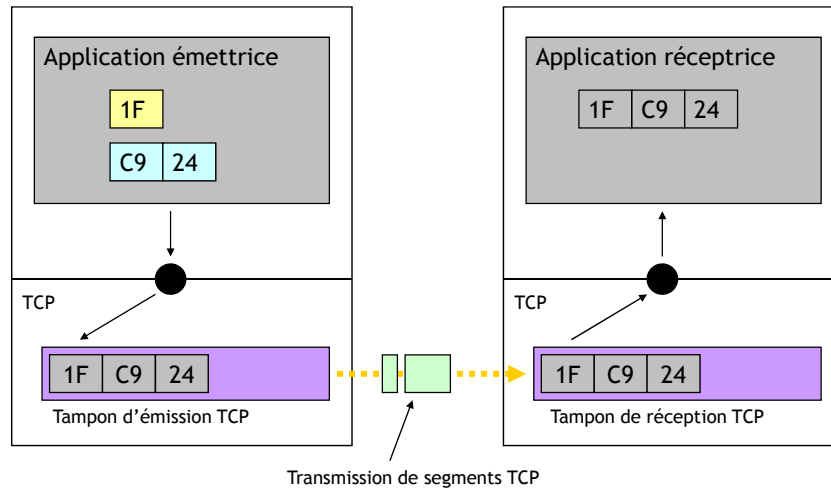 Application émettrice
1F
C9 24
TCP
1F C9 24
Tampon d'émission TCP
Application réceptrice
1F C9 24
TCP
1F C9 24
Tampon de réception TCP
Transmission de segments TCP